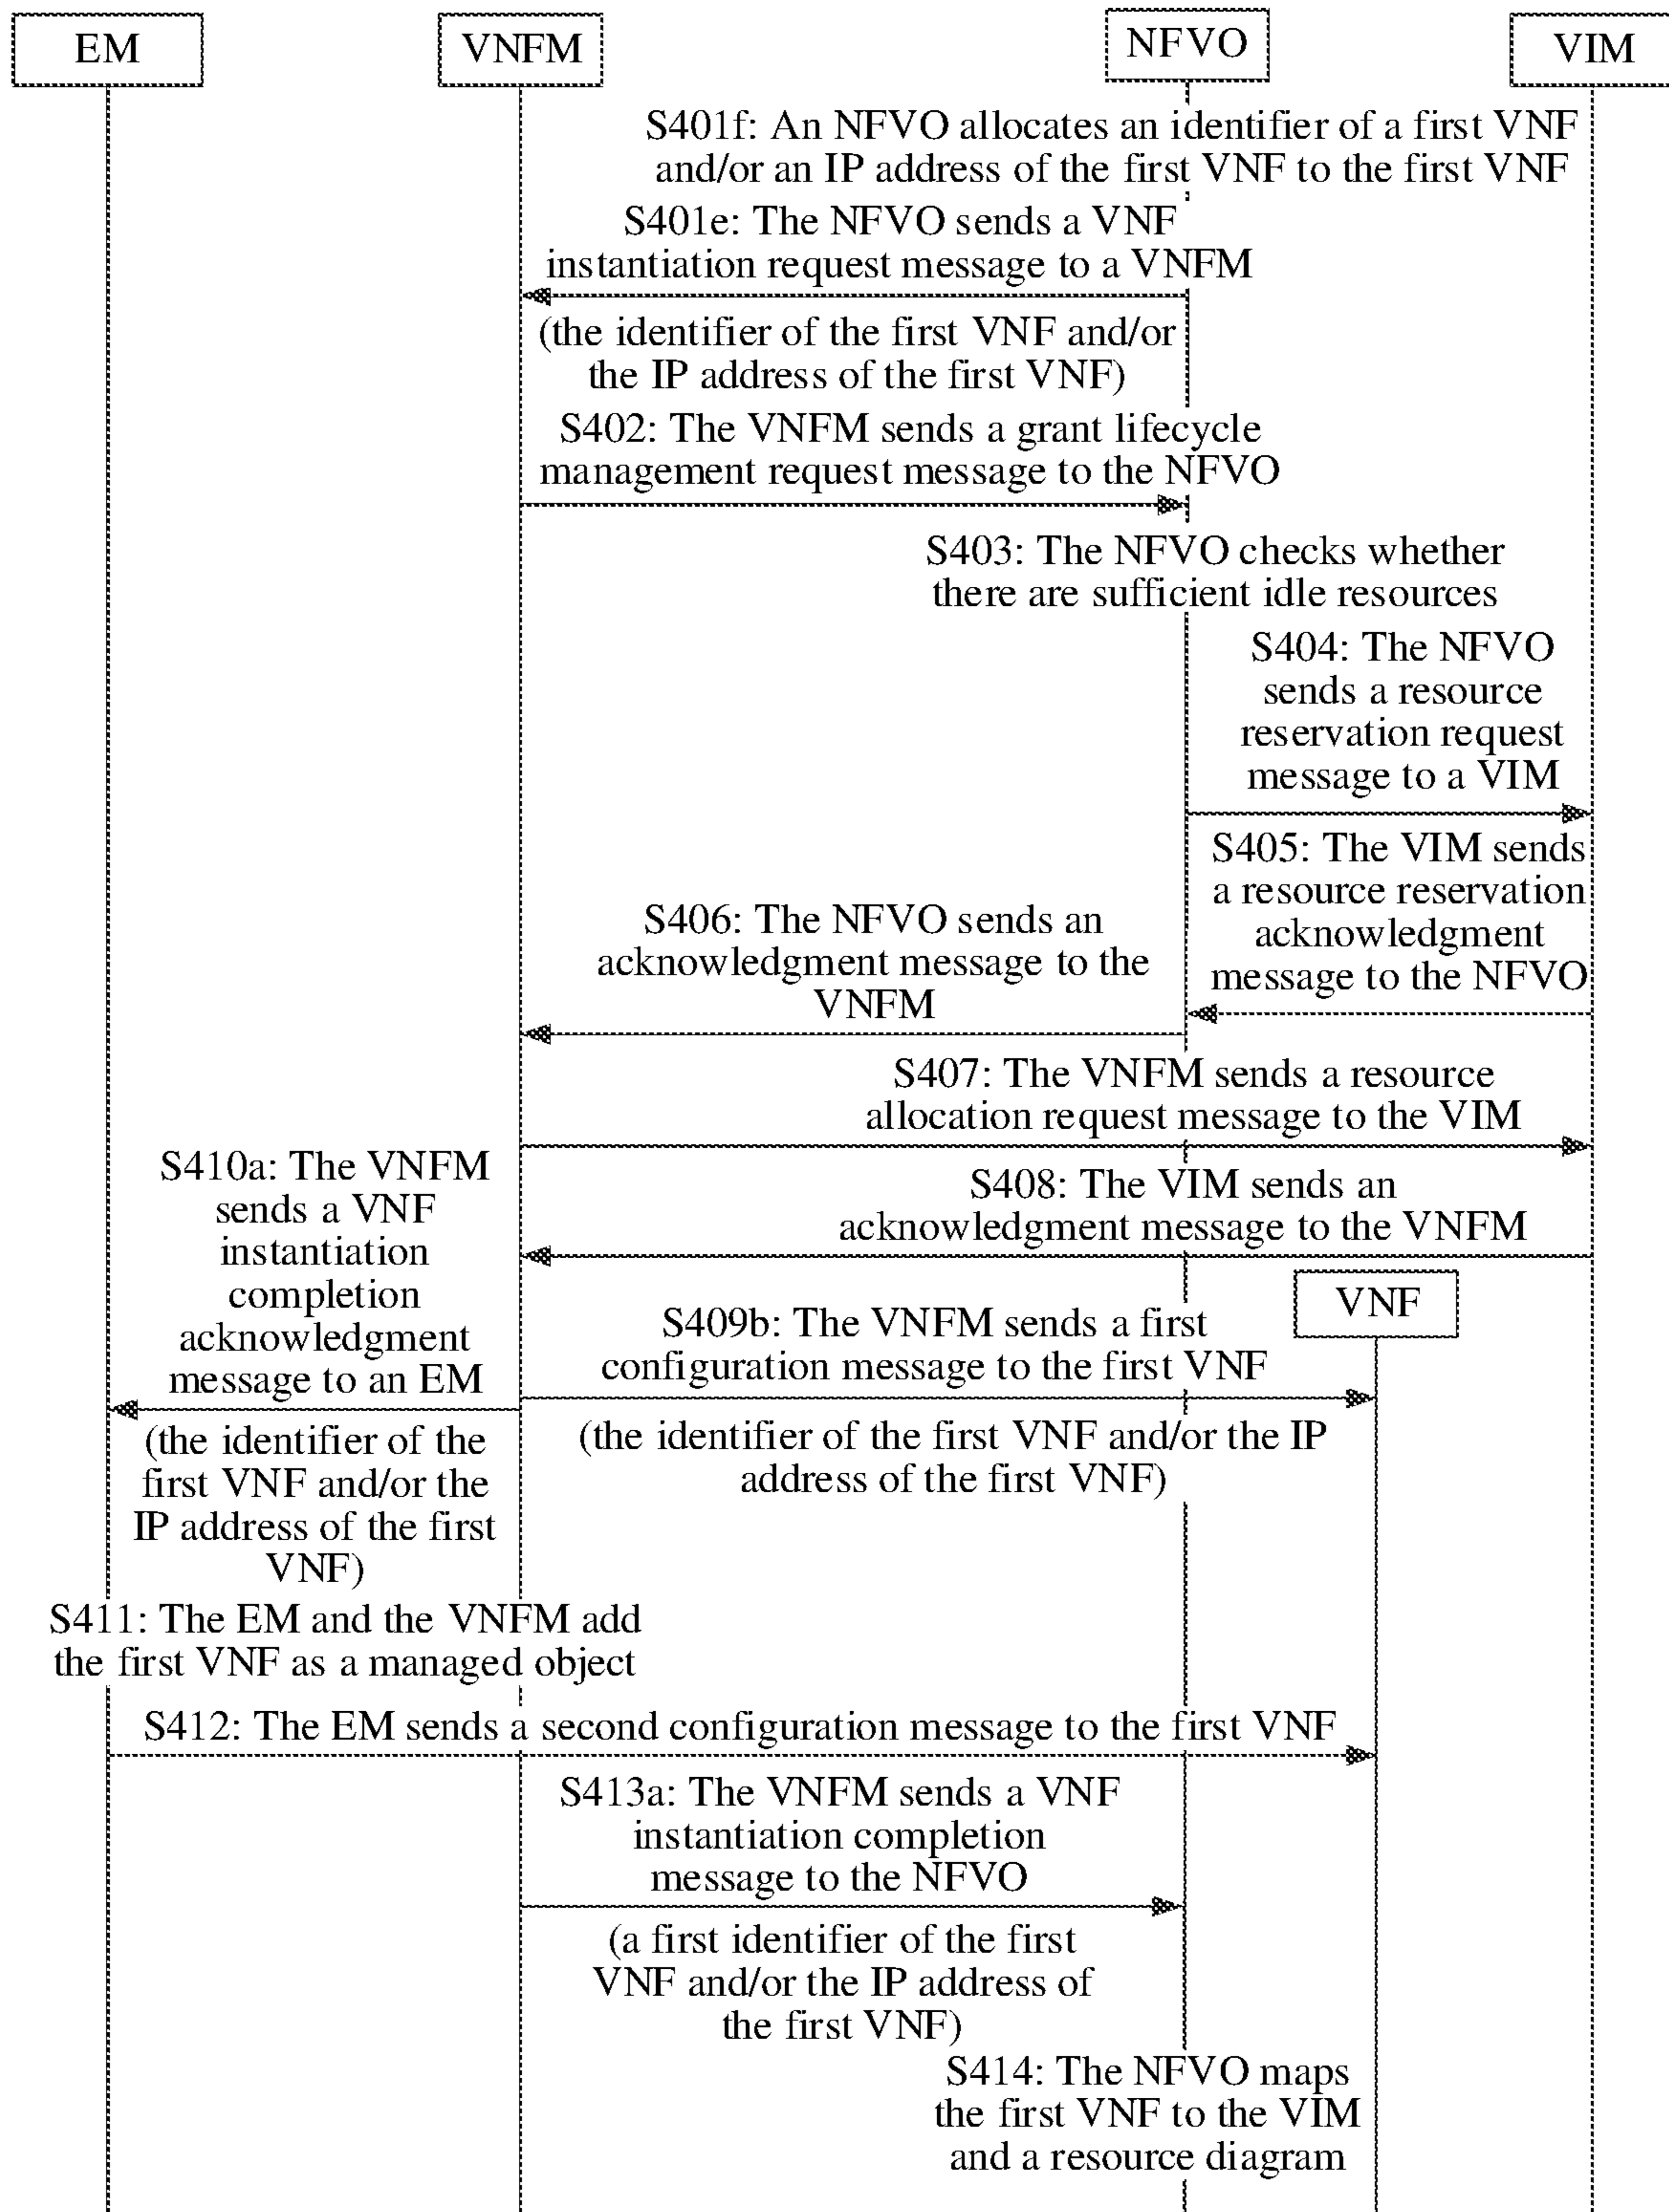 EM
VNFM
NFVO
VIM
S401f: An NFVO allocates an identifier of a first VNF
and/or an IP address of the first VNF to the first VNF
S401e: The NFVO sends a VNF
instantiation request message to a VNFM
(the identifier of the first VNF and/or
the IP address of the first VNF)
S402: The VNFM sends a grant lifecycle
management request message to the NFVO
S403: The NFVO checks whether
there are sufficient idle resources
S404: The NFVO
sends a resource
reservation request
message to a VIM
S405: The VIM sends
a resource reservation
acknowledgment
message to the NFVO
S406: The NFVO sends an
acknowledgment message to the
VNFM
S407: The VNFM sends a resource
allocation request message to the VIM
S408: The VIM sends an
acknowledgment message to the VNFM
S410a: The VNFM
sends a VNF
instantiation
completion
acknowledgment
message to an EM
(the identifier of the
first VNF and/or the
IP address of the first
VNF)
VNF
S409b: The VNFM sends a first
configuration message to the first VNF
(the identifier of the first VNF and/or the IP
address of the first VNF)
S411: The EM and the VNFM add
the first VNF as a managed object
S412: The EM sends a second configuration message to the first VNF
S413a: The VNFM sends a VNF
instantiation completion
message to the NFVO
(a first identifier of the first
VNF and/or the IP address of
the first VNF)
S414: The NFVO maps
the first VNF to the VIM
and a resource diagram